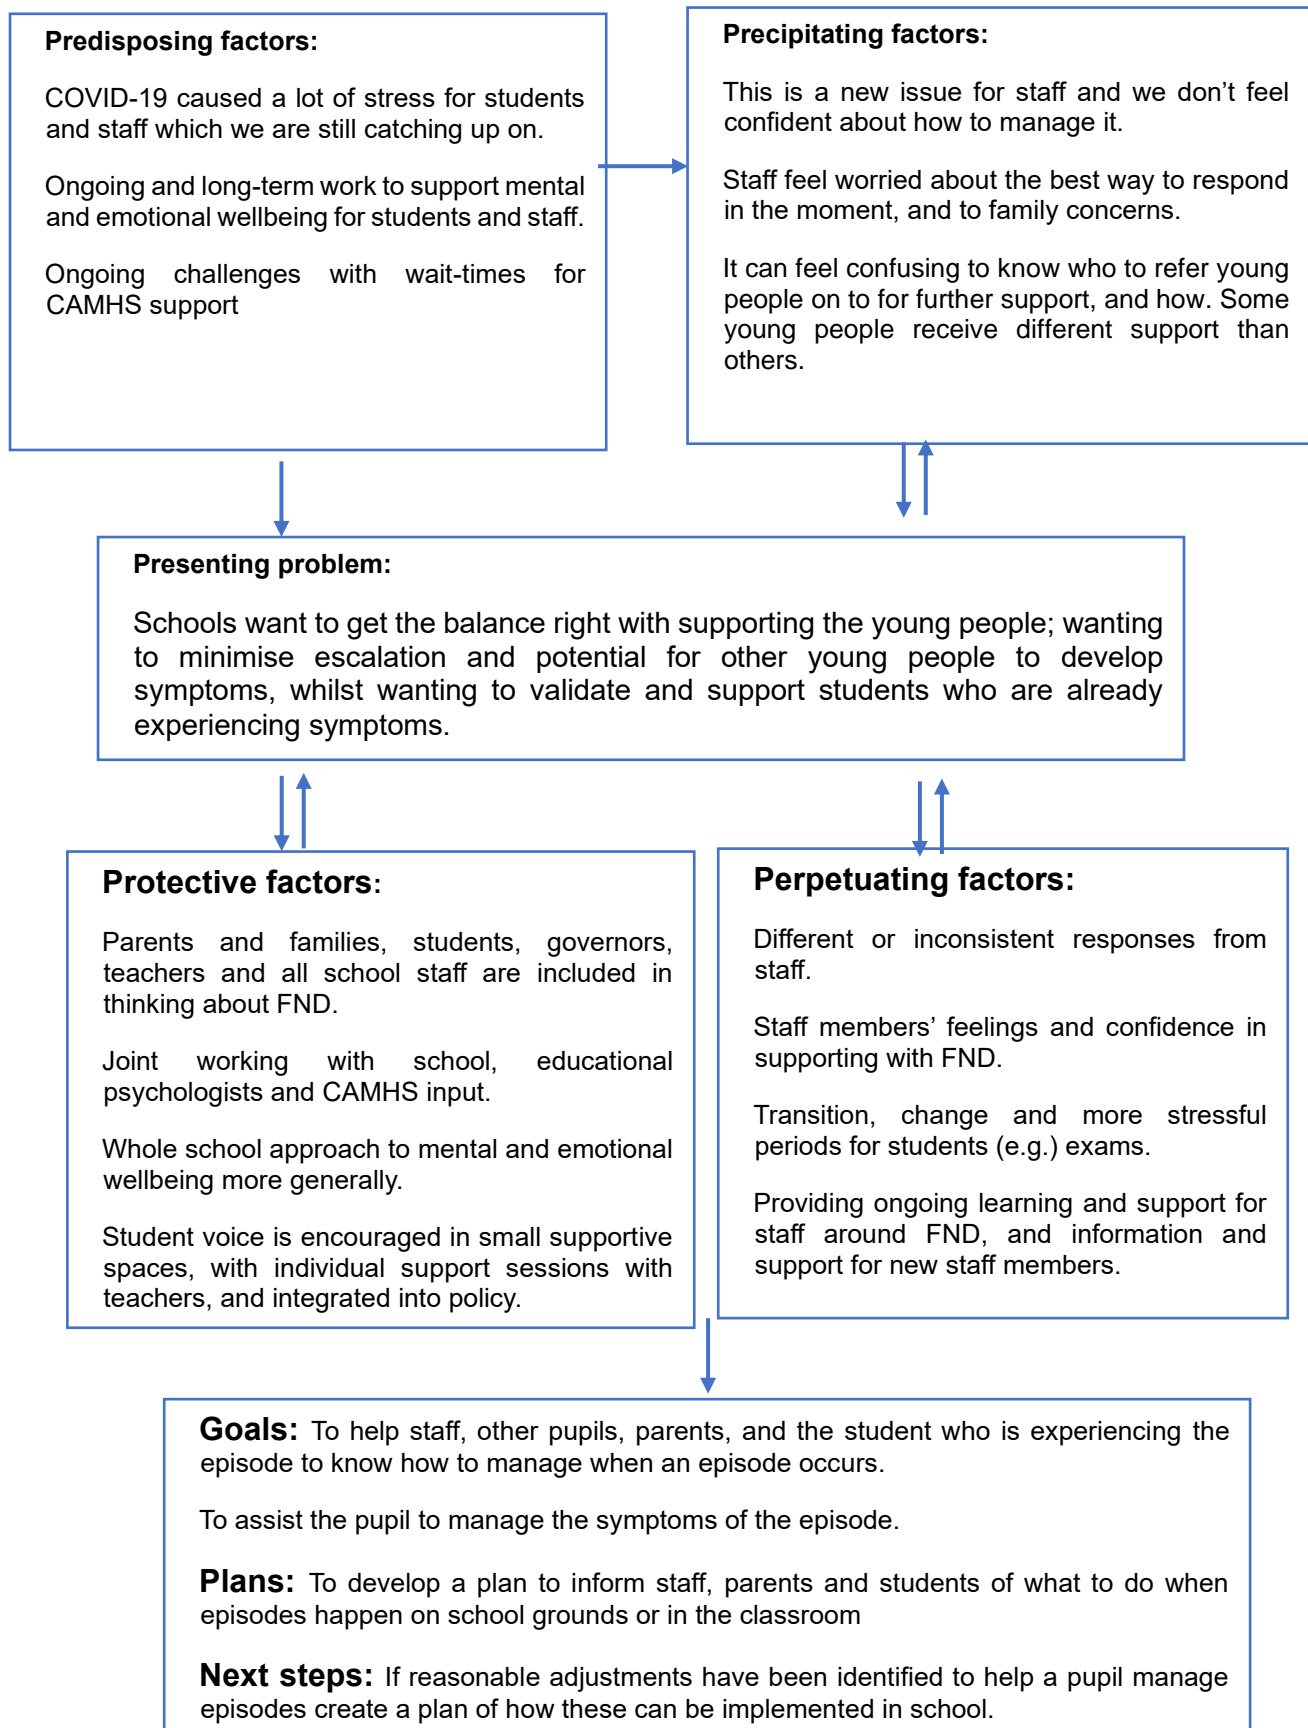 Predisposing factors:
COVID-19 caused a lot of stress for students
and staff which we are still catching up on.
Ongoing and long-term work to support mental
and emotional wellbeing for students and staff.
Ongoing challenges with wait-times for
CAMHS support
Precipitating factors:
This is a new issue for staff and we don’t feel
confident about how to manage it.
Staff feel worried about the best way to respond
in the moment, and to family concerns.
It can feel confusing to know who to refer young
people on to for further support, and how. Some
young people receive different support than
others.
Presenting problem:
Schools want to get the balance right with supporting the young people; wanting
to minimise escalation and potential for other young people to develop
symptoms, whilst wanting to validate and support students who are already
experiencing symptoms.
Protective factors:
Parents and families, students, governors,
teachers and all school staff are included in
thinking about FND.
Joint working with school, educational
psychologists and CAMHS input.
Whole school approach to mental and emotional
wellbeing more generally.
Student voice is encouraged in small supportive
spaces, with individual support sessions with
teachers, and integrated into policy.
Perpetuating factors:
Different or inconsistent responses from
staff.
Staff members’ feelings and confidence in
supporting with FND.
Transition, change and more stressful
periods for students (e.g.) exams.
Providing ongoing learning and support for
staff around FND, and information and
support for new staff members.
Goals: To help staff, other pupils, parents, and the student who is experiencing the
episode to know how to manage when an episode occurs.
To assist the pupil to manage the symptoms of the episode.
Plans: To develop a plan to inform staff, parents and students of what to do when
episodes happen on school grounds or in the classroom
Next steps: If reasonable adjustments have been identified to help a pupil manage
episodes create a plan of how these can be implemented in school.